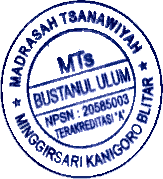 MADRASAH TSANAWIYAH
MTs
BUSTANUL ULUM
NPSN : 20585003
TERAKREDITASI "A"
MINGGIRSARI KANIGORO BLITAR